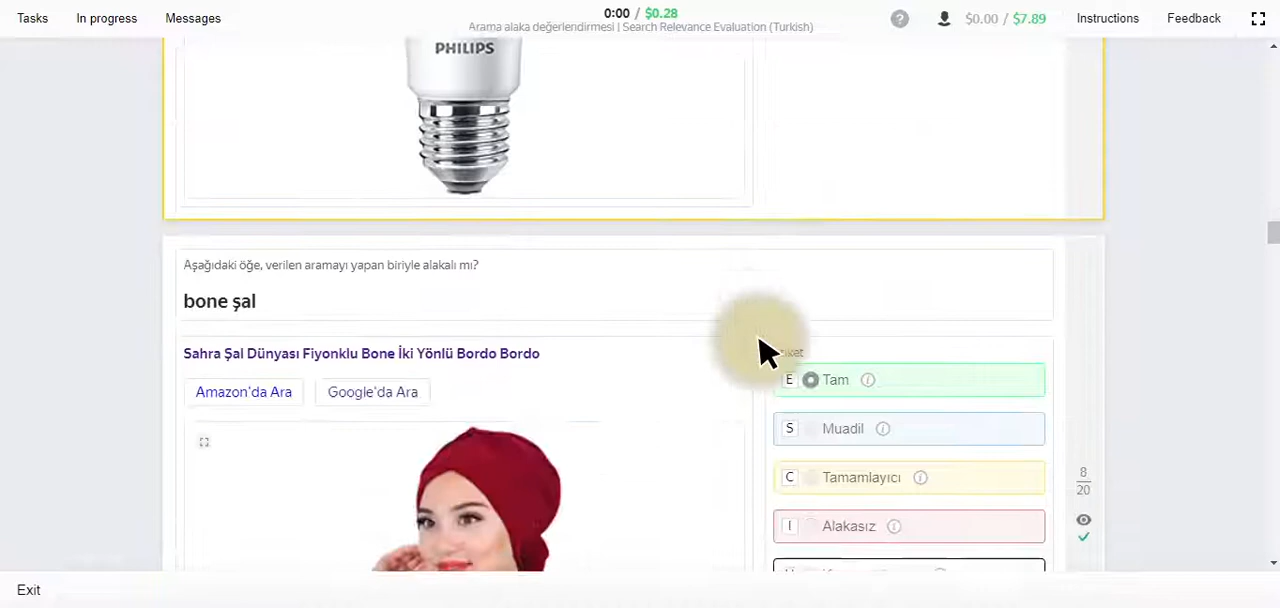 Tasks In progress Messages 0:00 / $0.28 $0.00 / $7.89 Instructions Feedback
Arama alaka değerlendirmesi | Search Relevance Evaluation (Turkish)
PHILIPS
Aşağıdaki öğe, verilen aramayı yapan biriyle alakalı mı?
bone şal
Sahra Şal Dünyası Fiyonklu Bone İki Yönlü Bordo Bordo
Amazon'da Ara Google'da Ara
E Tam
S Muadil
C Tamamlayıcı
I Alakasız
8
20
Exit